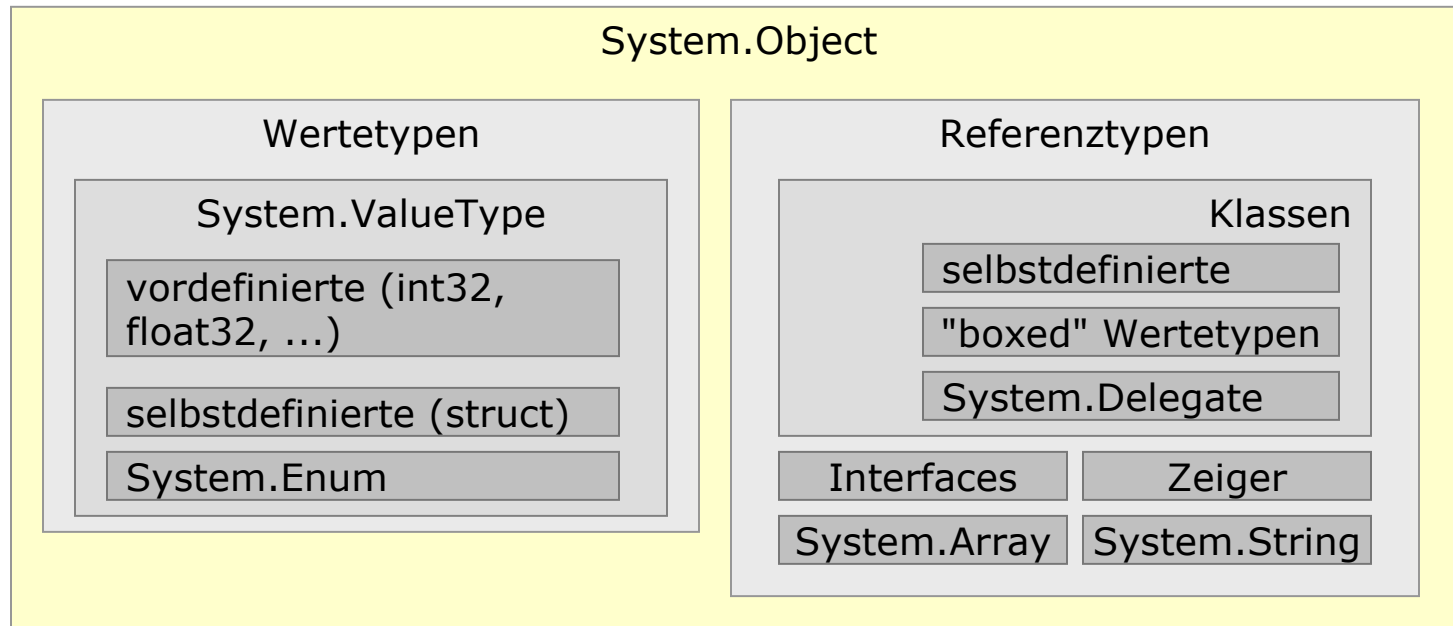 System.Object
Wertetypen
System.ValueType
vordefinierte (int32,
float32, ...)
selbstdefinierte (struct)
System.Enum
Referenztypen
Klassen
selbstdefinierte
"boxed" Wertetypen
System.Delegate
Interfaces
Zeiger
System.Array
System.String